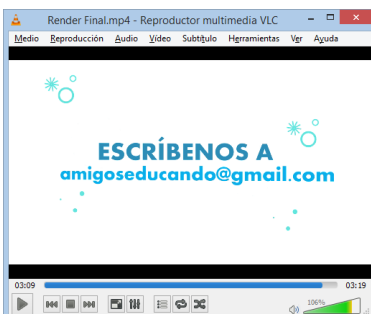 Render Final.mp4 - Reproductor multimedia VLC
Medio Reproducción Audio Vídeo Subtítulo Herramientas Ver Ayuda
ESCRÍBENOS A
amigoseducando@gmail.com
03:09 03:19
106%